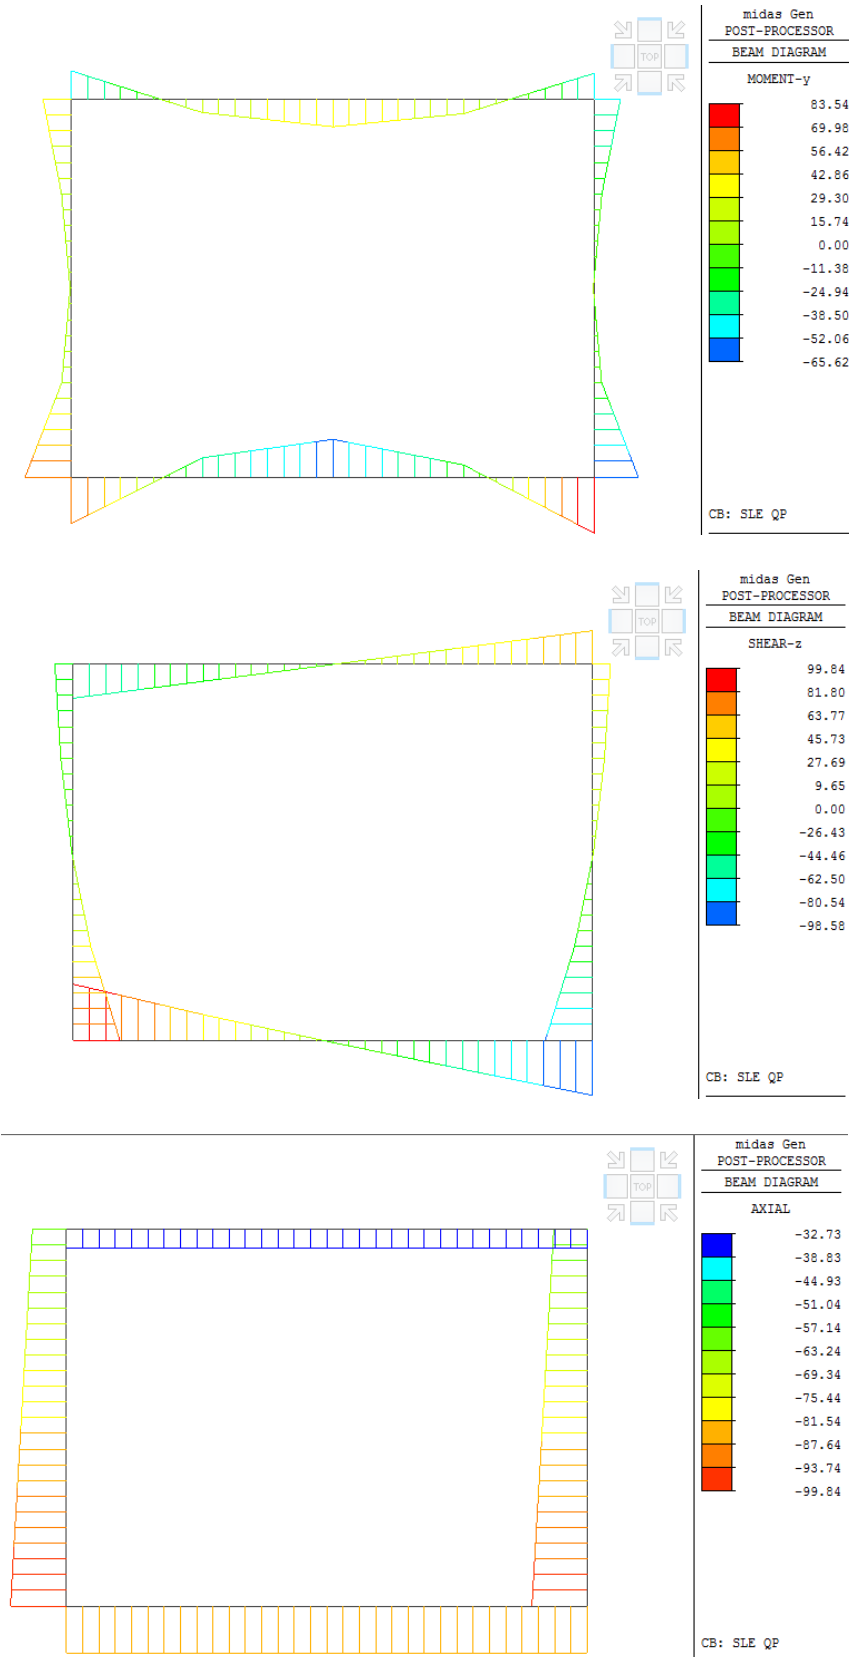 midas Gen
POST-PROCESSOR
BEAM DIAGRAM
MOMENT-y
TOP
83.54
69.98
56.42
42.86
29.30
15.74
0.00
-11.38
-24.94
-38.50
-52.06
-65.62
CB: SLE QP
midas Gen
POST-PROCESSOR
BEAM DIAGRAM
SHEAR-z
TOP
99.84
81.80
63.77
45.73
27.69
9.65
0.00
-26.43
-44.46
-62.50
-80.54
-98.58
CB: SLE QP
midas Gen
POST-PROCESSOR
BEAM DIAGRAM
AXIAL
TOP
-32.73
-38.83
-44.93
-51.04
-57.14
-63.24
-69.34
-75.44
-81.54
-87.64
-93.74
-99.84
CB: SLE QP